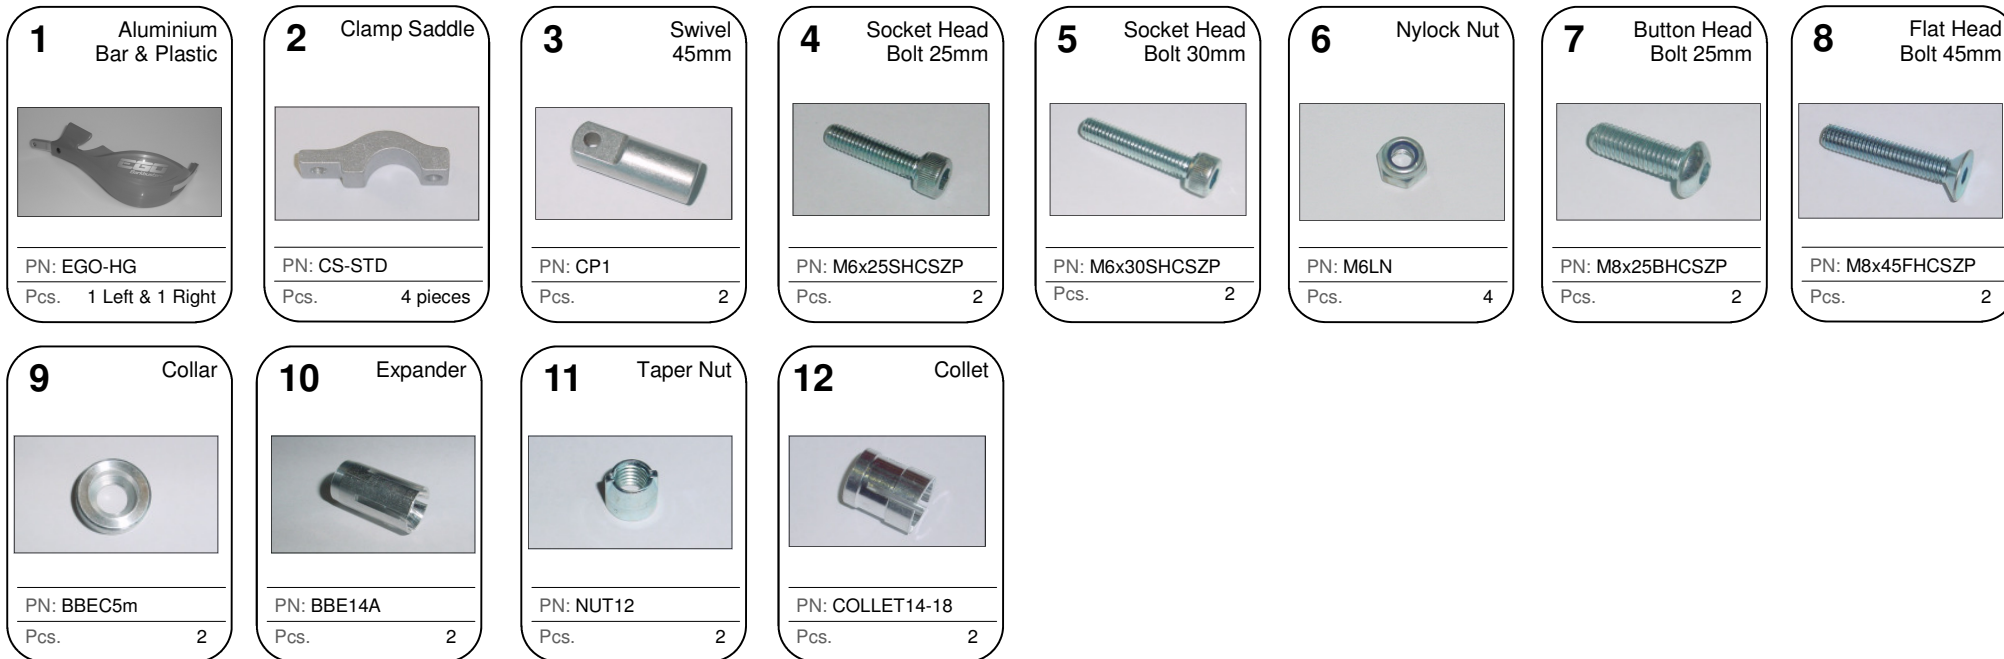 1
Aluminium
Bar & Plastic
EGO
PN: EGO-HG
Pcs. 1 Left & 1 Right
2
Clamp Saddle
PN: CS-STD
Pcs. 4 pieces
3
Swivel
45mm
PN: CP1
Pcs. 2
4
Socket Head
Bolt 25mm
PN: M6x25SHCSZP
Pcs. 2
5
Socket Head
Bolt 30mm
PN: M6x30SHCSZP
Pcs. 2
6
Nylock Nut
PN: M6LN
Pcs. 4
7
Button Head
Bolt 25mm
PN: M8x25BHCSZP
Pcs. 2
8
Flat Head
Bolt 45mm
PN: M8x45FHCSZP
Pcs. 2
9
Collar
PN: BBEC5m
Pcs. 2
10
Expander
PN: BBE14A
Pcs. 2
11
Taper Nut
PN: NUT12
Pcs. 2
12
Collet
PN: COLLET14-18
Pcs. 2